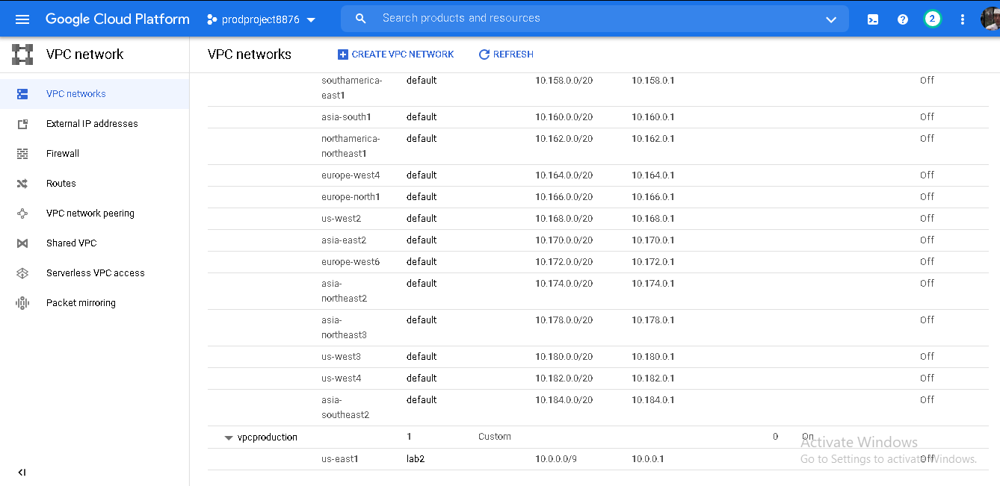 Google Cloud Platform prodproject8876 Search products and resources 2
VPC network
VPC networks CREATE VPC NETWORK REFRESH
VPC networks
External IP addresses
Firewall
Routes
VPC network peering
Shared VPC
Serverless VPC access
Packet mirroring
southamerica-
east1 default 10.158.0.0/20 10.158.0.1 Off
asia-south1 default 10.160.0.0/20 10.160.0.1 Off
northamerica-
northeast1 default 10.162.0.0/20 10.162.0.1 Off
europe-west4 default 10.164.0.0/20 10.164.0.1 Off
europe-north1 default 10.166.0.0/20 10.166.0.1 Off
us-west2 default 10.168.0.0/20 10.168.0.1 Off
asia-east2 default 10.170.0.0/20 10.170.0.1 Off
europe-west6 default 10.172.0.0/20 10.172.0.1 Off
asia-
northeast2 default 10.174.0.0/20 10.174.0.1 Off
asia-
northeast3 default 10.178.0.0/20 10.178.0.1 Off
us-west3 default 10.180.0.0/20 10.180.0.1 Off
us-west4 default 10.182.0.0/20 10.182.0.1 Off
asia-
southeast2 default 10.184.0.0/20 10.184.0.1 Off
vpcproduction 1 Custom 0 On
us-east1 lab2 10.0.0.0/9 10.0.0.1 Off
Activate Windows
Go to Settings to activate Windows.